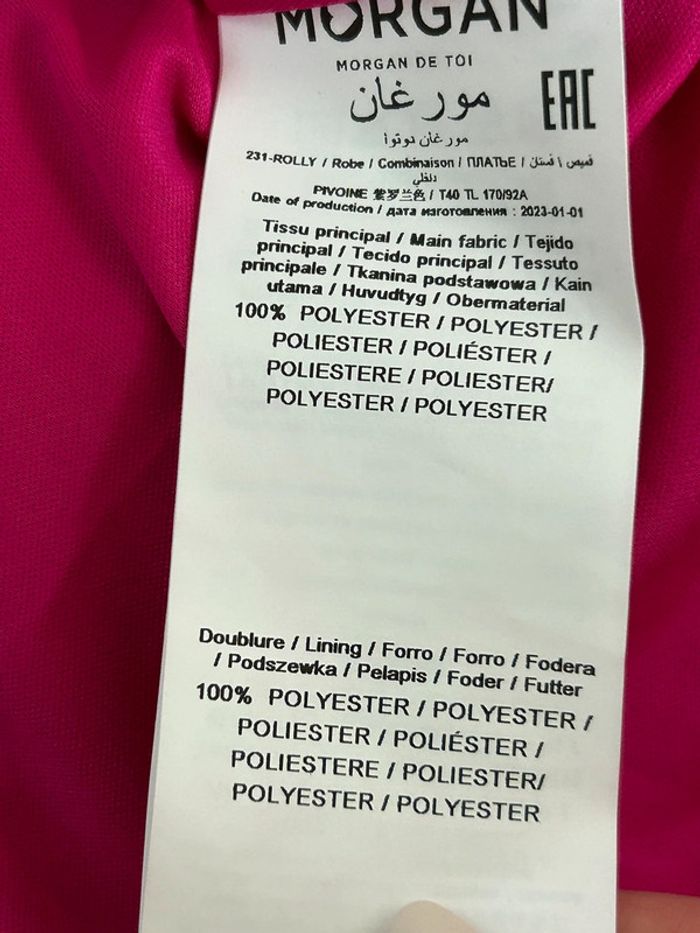 MORGAN
MORGAN DE TOI
مورغان
مورغان دوتوا
EAC
231-ROLLY / Robe / Combinaison / ПЛАТЬЕ / قميص \ فستان
داخلي
PIVOINE 紫罗兰色 / T40 TL 170/92A
Date of production / дата изготовления : 2023-01-01
Tissu principal / Main fabric / Tejido
principal / Tecido principal / Tessuto
principale / Tkanina podstawowa / Kain
utama / Huvudtyg / Obermaterial
100% POLYESTER / POLYESTER /
POLIESTER / POLIÉSTER /
POLIESTERE / POLIESTER/
POLYESTER / POLYESTER
Doublure / Lining / Forro / Forro / Fodera
/ Podszewka / Pelapis / Foder / Futter
100% POLYESTER / POLYESTER /
POLIESTER / POLIÉSTER /
POLIESTERE / POLIESTER/
POLYESTER / POLYESTER